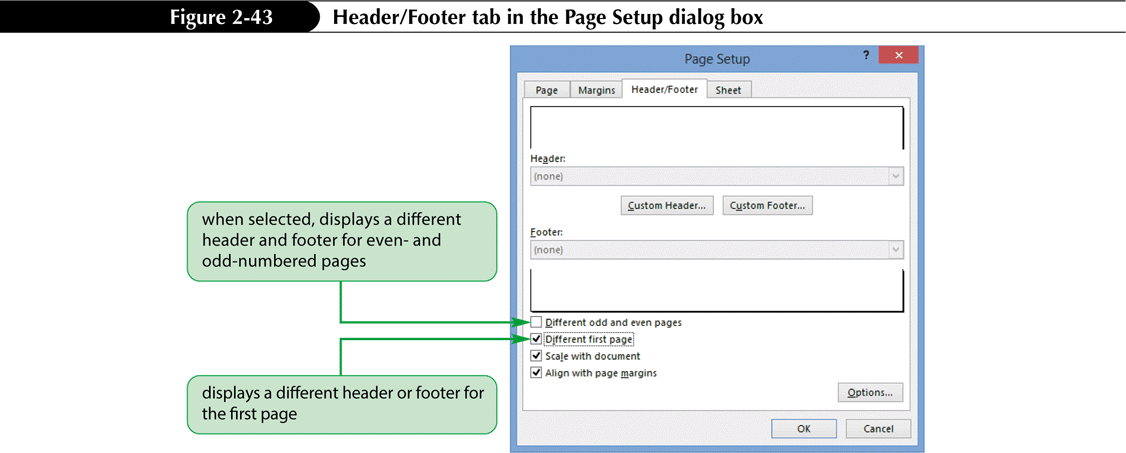 Figure 2-43 Header/Footer tab in the Page Setup dialog box
Page Setup
?
Page Margins Header/Footer Sheet
Header:
(none)
Custom Header... Custom Footer...
when selected, displays a different
header and footer for even- and
odd-numbered pages
Footer:
(none)
Different odd and even pages
Different first page
Scale with document
Align with page margins
displays a different header or footer for
the first page
Options...
OK Cancel